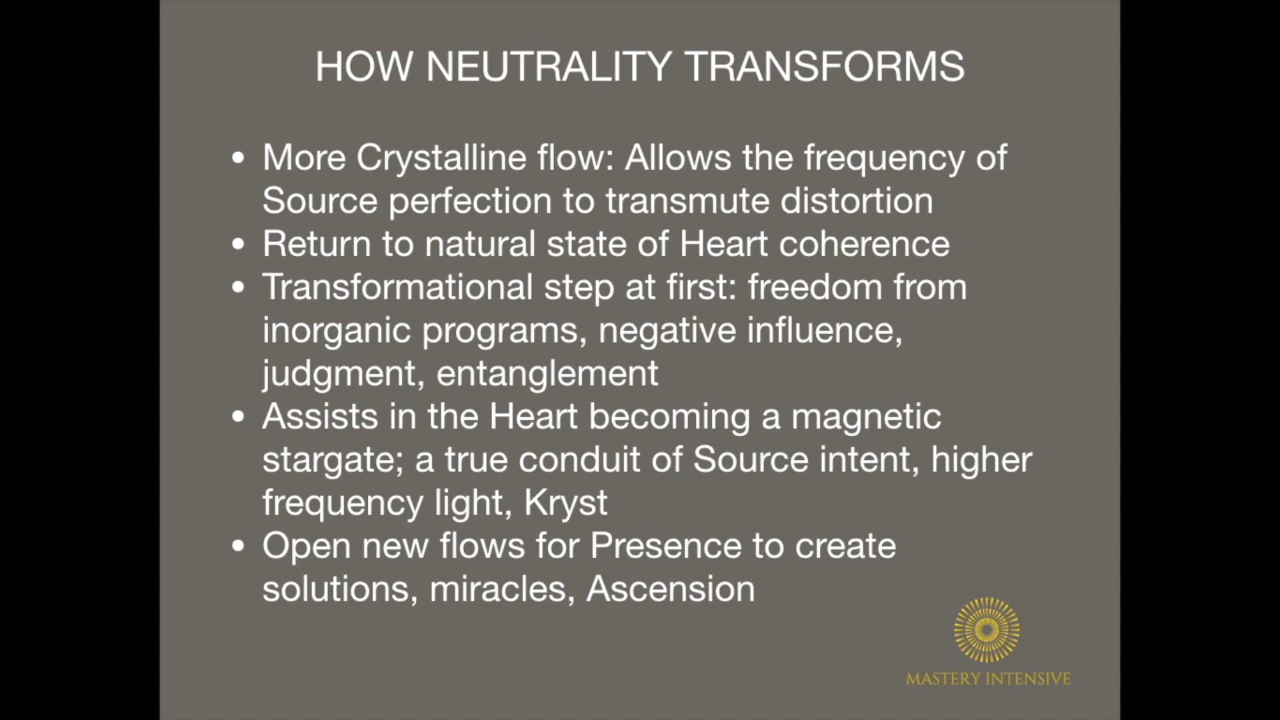 HOW NEUTRALITY TRANSFORMS
• More Crystalline flow: Allows the frequency of
Source perfection to transmute distortion
• Return to natural state of Heart coherence
• Transformational step at first: freedom from
inorganic programs, negative influence,
judgment, entanglement
• Assists in the Heart becoming a magnetic
stargate; a true conduit of Source intent, higher
frequency light, Kryst
• Open new flows for Presence to create
solutions, miracles, Ascension
MASTERY INTENSIVE